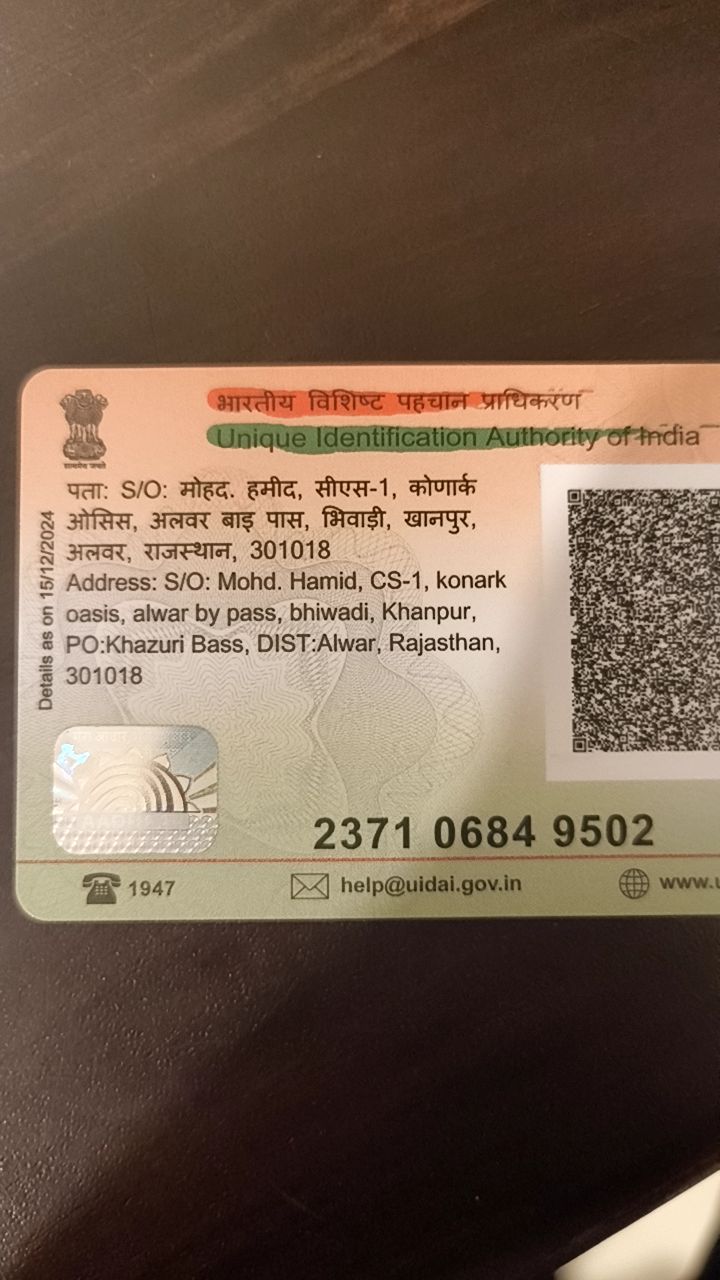 भारतीय विशिष्ट पहचान प्राधिकरण
Unique Identification Authority of India
सत्यमेव जयते
पता: S/O: मोहद. हमीद, सीएस-1, कोणार्क
ओसिस, अलवर बाइ पास, भिवाड़ी, खानपुर,
अलवर, राजस्थान, 301018
Address: S/O: Mohd. Hamid, CS-1, konark
oasis, alwar by pass, bhiwadi, Khanpur,
PO:Khazuri Bass, DIST:Alwar, Rajasthan,
301018
Details as on 15/12/2024
2371 0684 9502
1947
help@uidai.gov.in
www.